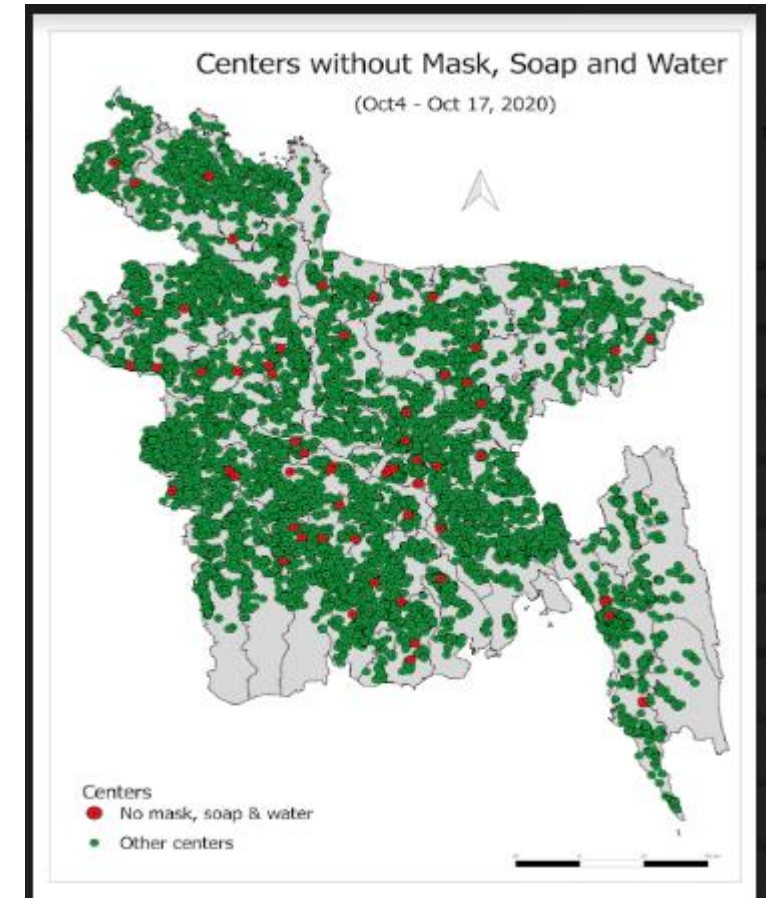 Centers without Mask, Soap and Water
(Oct4 - Oct 17, 2020)
Centers
No mask, soap & water
Other centers